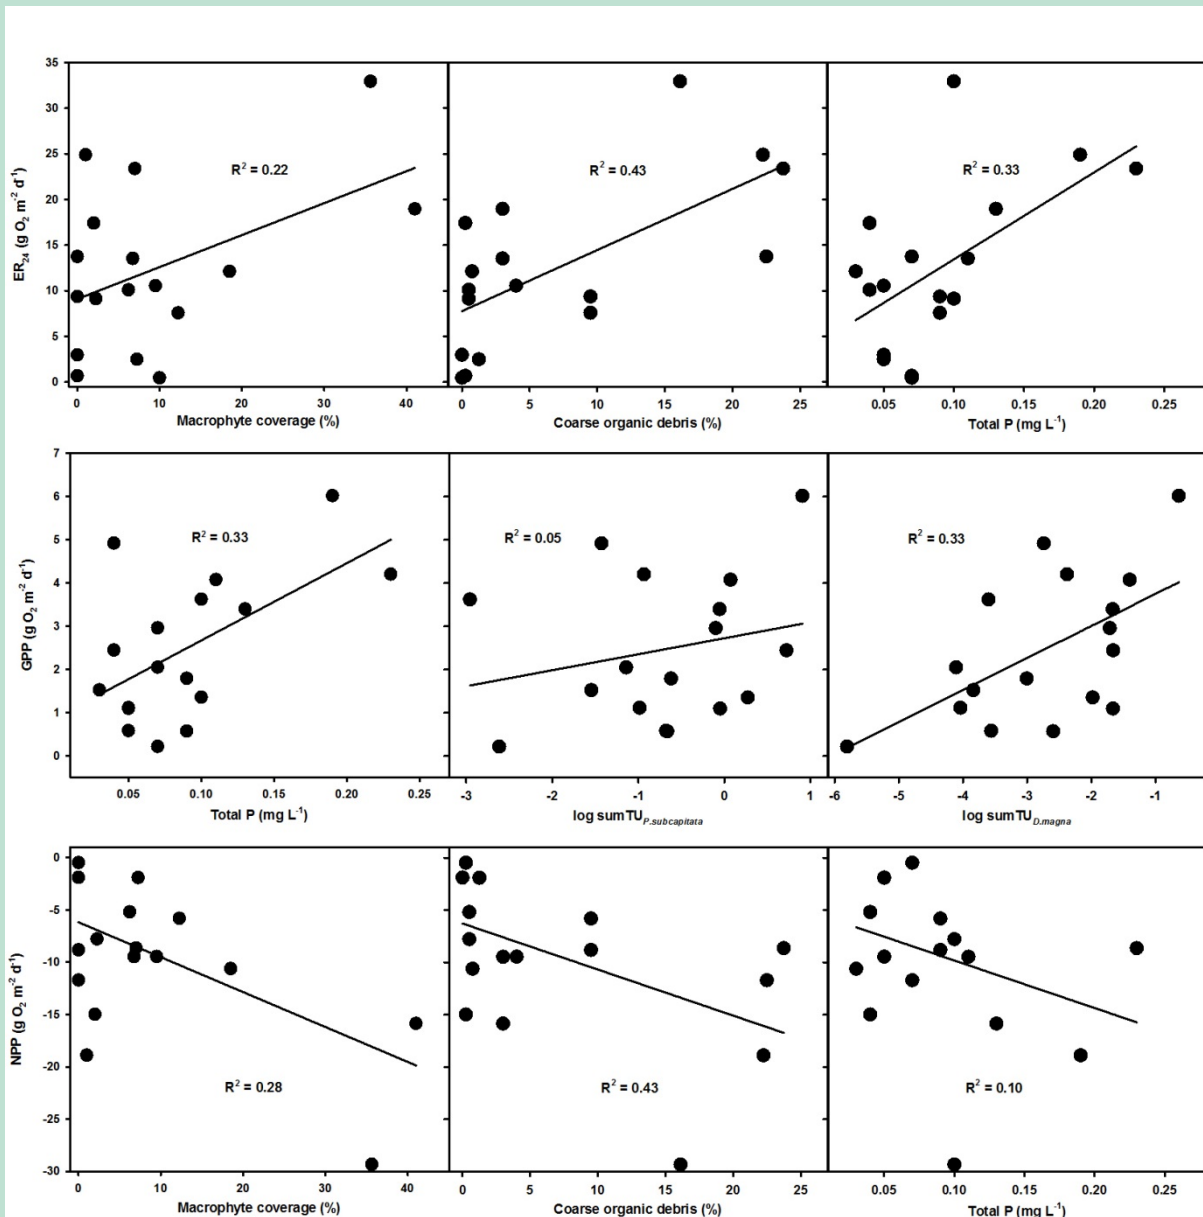 35
30
25
20
15
10
5
0
ER24 (g O2 m-2 d-1)
R2 = 0.22
R2 = 0.43
R2 = 0.33
0 10 20 30 40
0 5 10 15 20 25
0.05 0.10 0.15 0.20 0.25
Macrophyte coverage (%)
Coarse organic debris (%)
Total P (mg L-1)
7
6
5
4
3
2
1
0
GPP (g O2 m-2 d-1)
R2 = 0.33
R2 = 0.05
R2 = 0.33
0.05 0.10 0.15 0.20 0.25
-3 -2 -1 0 1
-6 -5 -4 -3 -2 -1
Total P (mg L-1)
log sumTUP.subcapitata
log sumTUD.magna
0
-5
-10
-15
-20
-25
-30
NPP (g O2 m-2 d-1)
R2 = 0.28
R2 = 0.43
R2 = 0.10
0 10 20 30 40
0 5 10 15 20 25
0.05 0.10 0.15 0.20 0.25
Macrophyte coverage (%)
Coarse organic debris (%)
Total P (mg L-1)